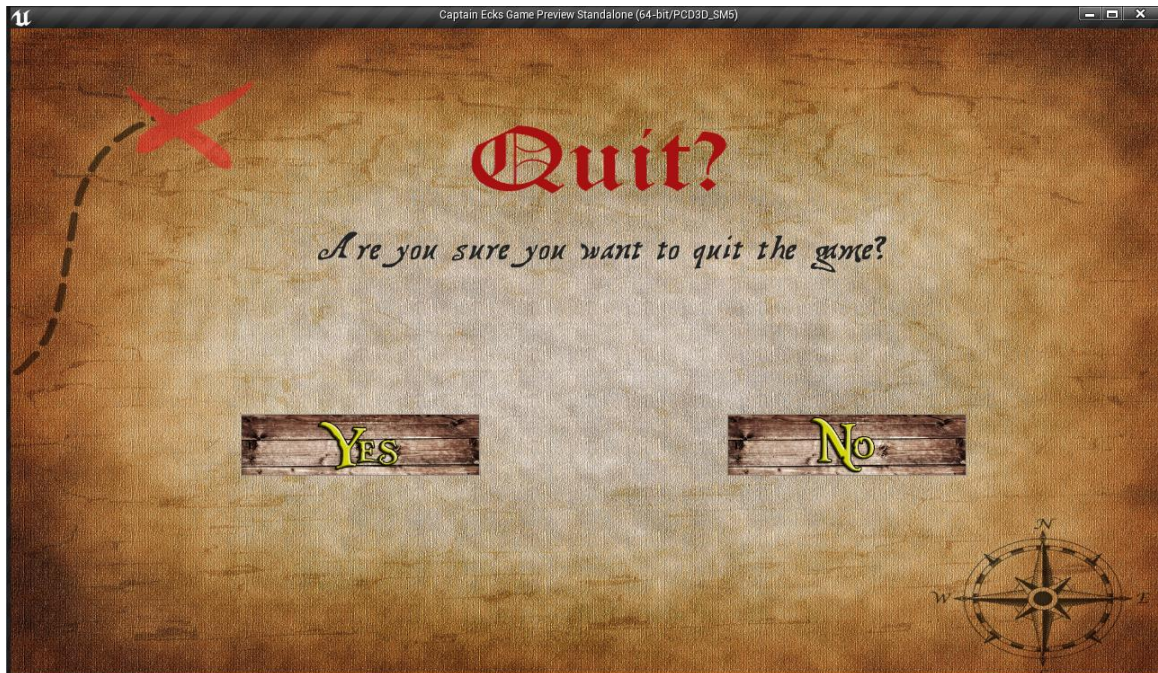 Captain Ecks Game Preview Standalone (64-bit/PCD3D_SM5)
Quit?
Are you sure you want to quit the game?
Yes No
N
W E